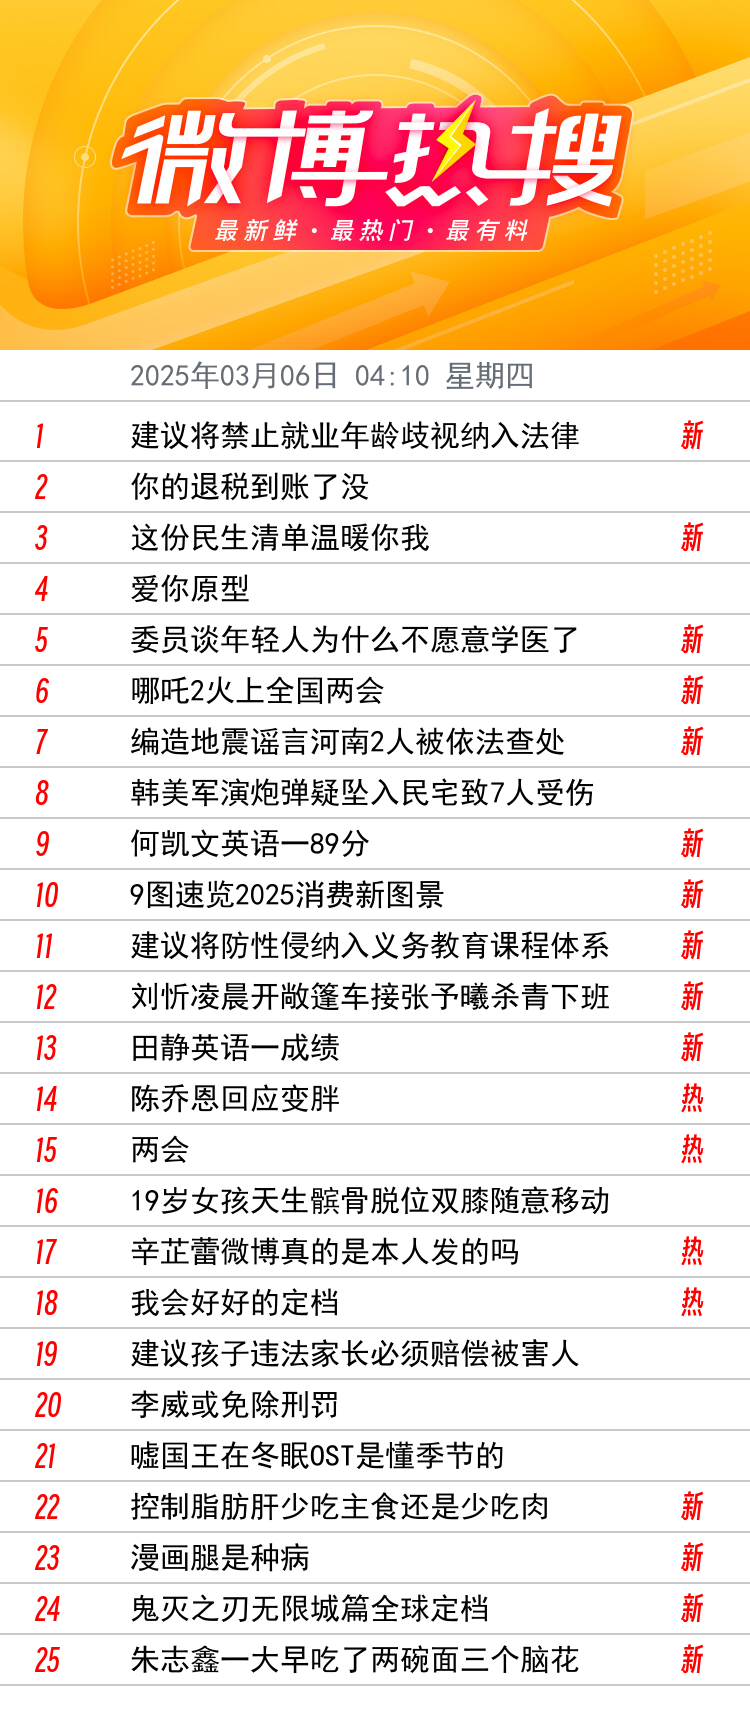 微博热搜
最新鲜·最热门·最有料
2025年03月06日 04:10 星期四
1 建议将禁止就业年龄歧视纳入法律 新
2 你的退税到账了没
3 这份民生清单温暖你我 新
4 爱你原型
5 委员谈年轻人为什么不愿意学医了 新
6 哪吒2火上全国两会 新
7 编造地震谣言河南2人被依法查处 新
8 韩美军演炮弹疑坠入民宅致7人受伤
9 何凯文英语一89分 新
10 9图速览2025消费新图景 新
11 建议将防性侵纳入义务教育课程体系 新
12 刘忻凌晨开敞篷车接张予曦杀青下班 新
13 田静英语一成绩 新
14 陈乔恩回应变胖 热
15 两会 热
16 19岁女孩天生髌骨脱位双膝随意移动
17 辛芷蕾微博真的是本人发的吗 热
18 我会好好的定档 热
19 建议孩子违法家长必须赔偿被害人
20 李威或免除刑罚
21 嘘国王在冬眠OST是懂季节的
22 控制脂肪肝少吃主食还是少吃肉 新
23 漫画腿是种病 新
24 鬼灭之刃无限城篇全球定档 新
25 朱志鑫一大早吃了两碗面三个脑花 新